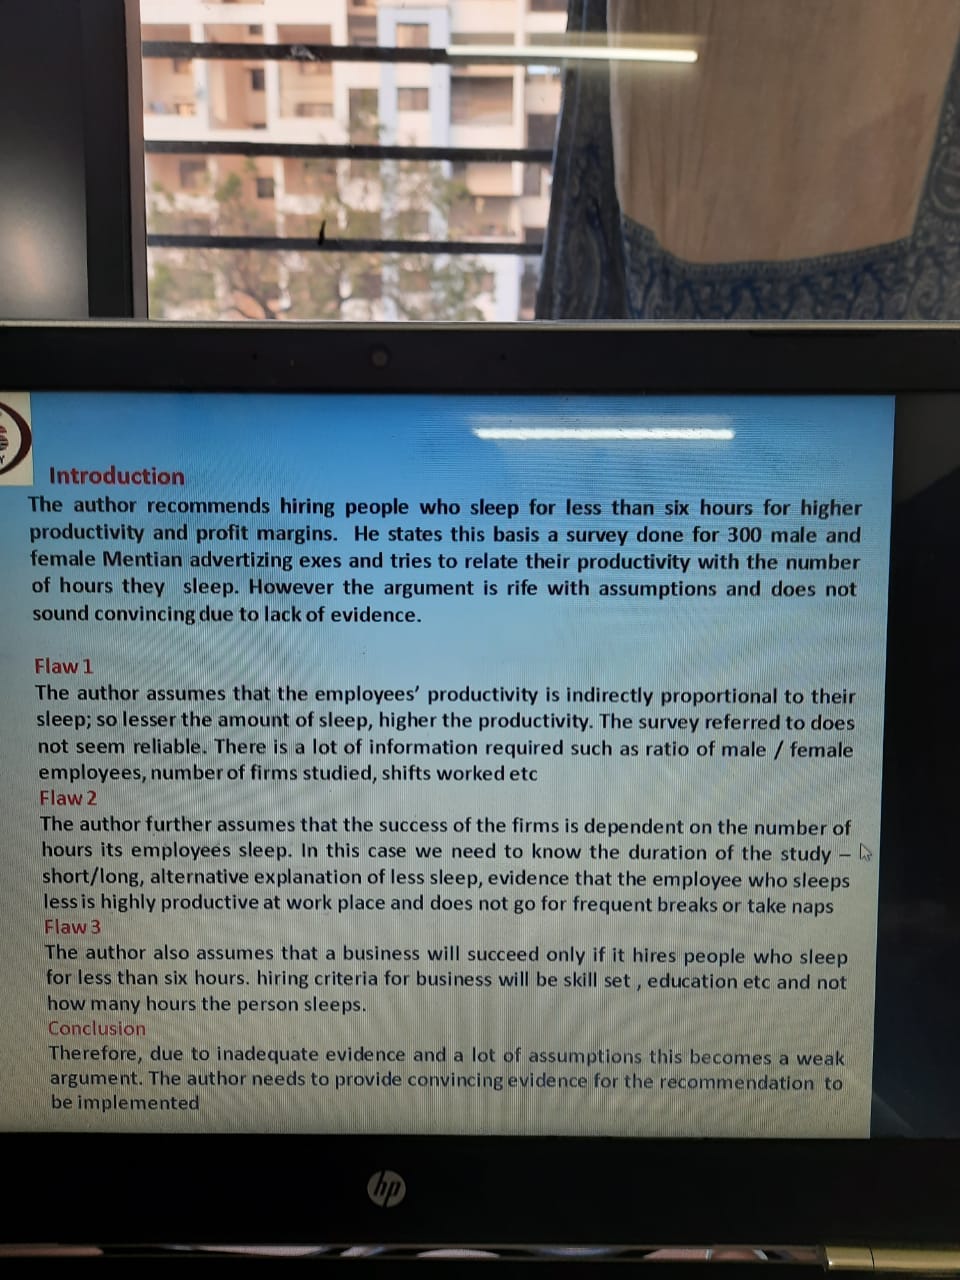 Introduction
The author recommends hiring people who sleep for less than six hours for higher
productivity and profit margins. He states this basis a survey done for 300 male and
female Mentian advertizing exes and tries to relate their productivity with the number
of hours they sleep. However the argument is rife with assumptions and does not
sound convincing due to lack of evidence.
Flaw 1
The author assumes that the employees' productivity is indirectly proportional to their
sleep; so lesser the amount of sleep, higher the productivity. The survey referred to does
not seem reliable. There is a lot of information required such as ratio of male / female
employees, number of firms studied, shifts worked etc
Flaw 2
The author further assumes that the success of the firms is dependent on the number of
hours its employees sleep. In this case we need to know the duration of the study –
short/long, alternative explanation of less sleep, evidence that the employee who sleeps
less is highly productive at work place and does not go for frequent breaks or take naps
Flaw 3
The author also assumes that a business will succeed only if it hires people who sleep
for less than six hours. hiring criteria for business will be skill set , education etc and not
how many hours the person sleeps.
Conclusion
Therefore, due to inadequate evidence and a lot of assumptions this becomes a weak
argument. The author needs to provide convincing evidence for the recommendation to
be implemented
hp